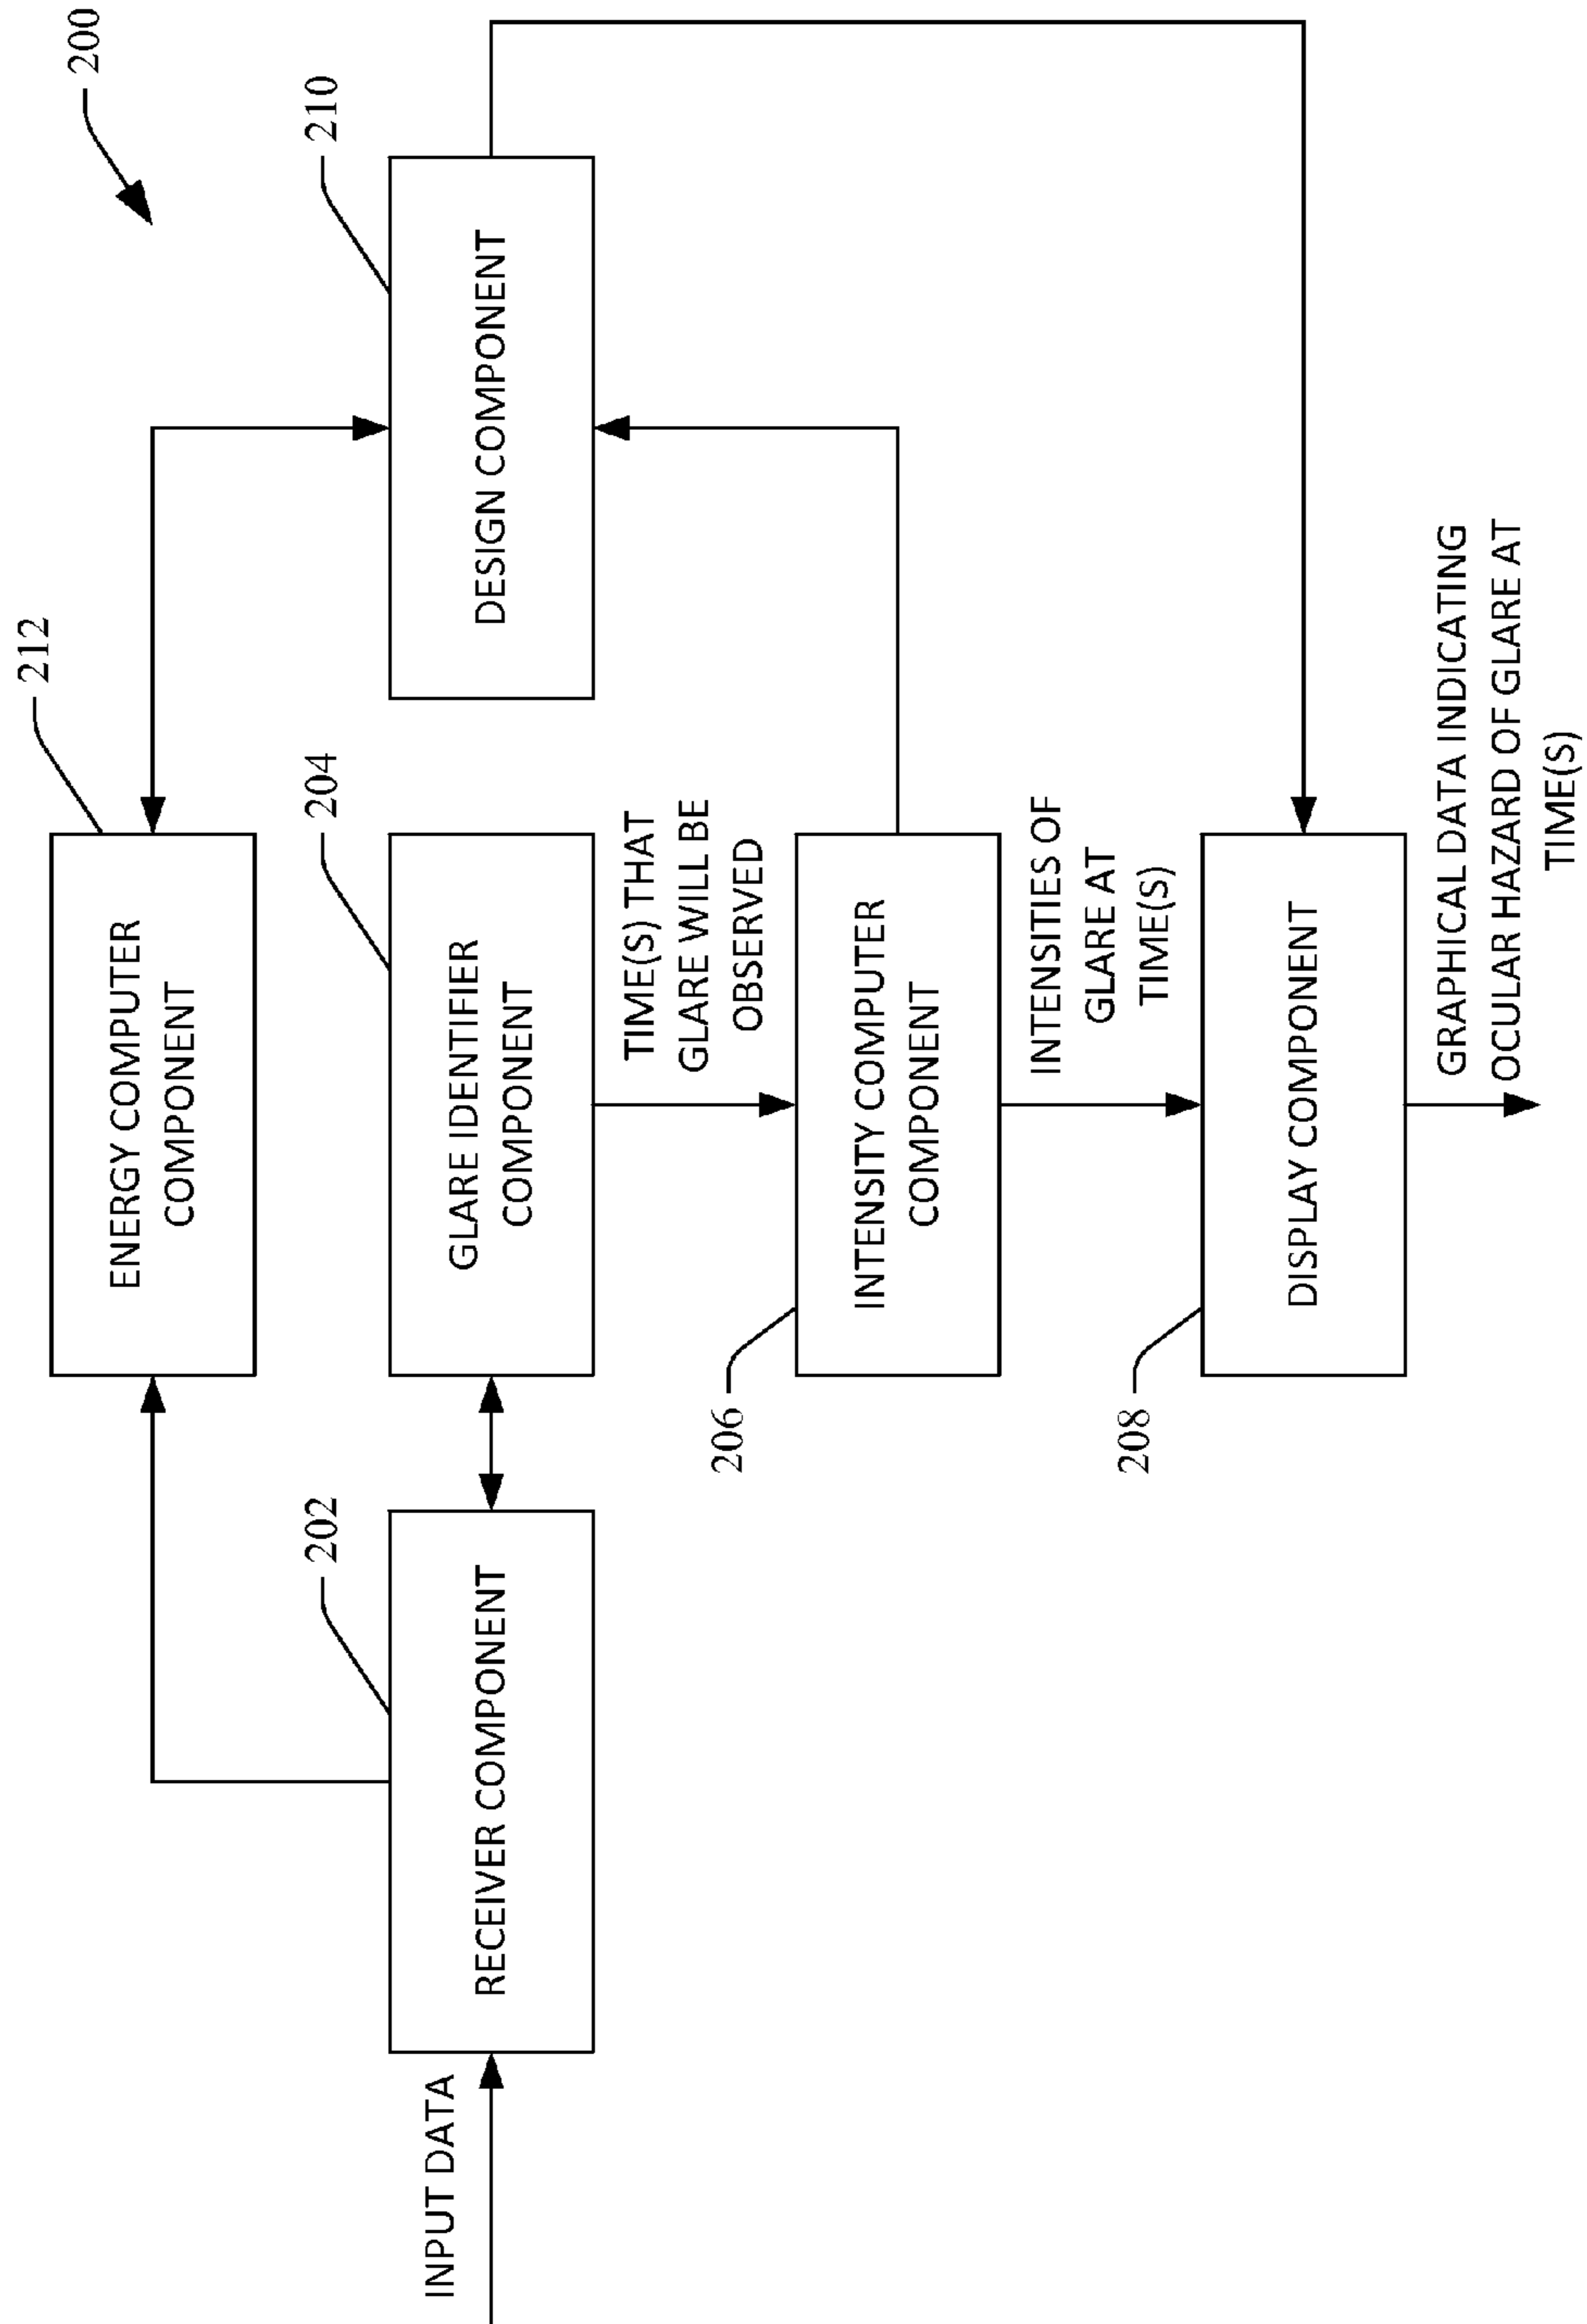 200
212
ENERGY COMPUTER
COMPONENT
202
204
210
INPUT DATA
RECEIVER COMPONENT
GLARE IDENTIFIER
COMPONENT
DESIGN COMPONENT
TIME(S) THAT
GLARE WILL BE
OBSERVED
206
INTENSITY COMPUTER
COMPONENT
INTENSITIES OF
GLARE AT
TIME(S)
208
DISPLAY COMPONENT
GRAPHICAL DATA INDICATING
OCULAR HAZARD OF GLARE AT
TIME(S)